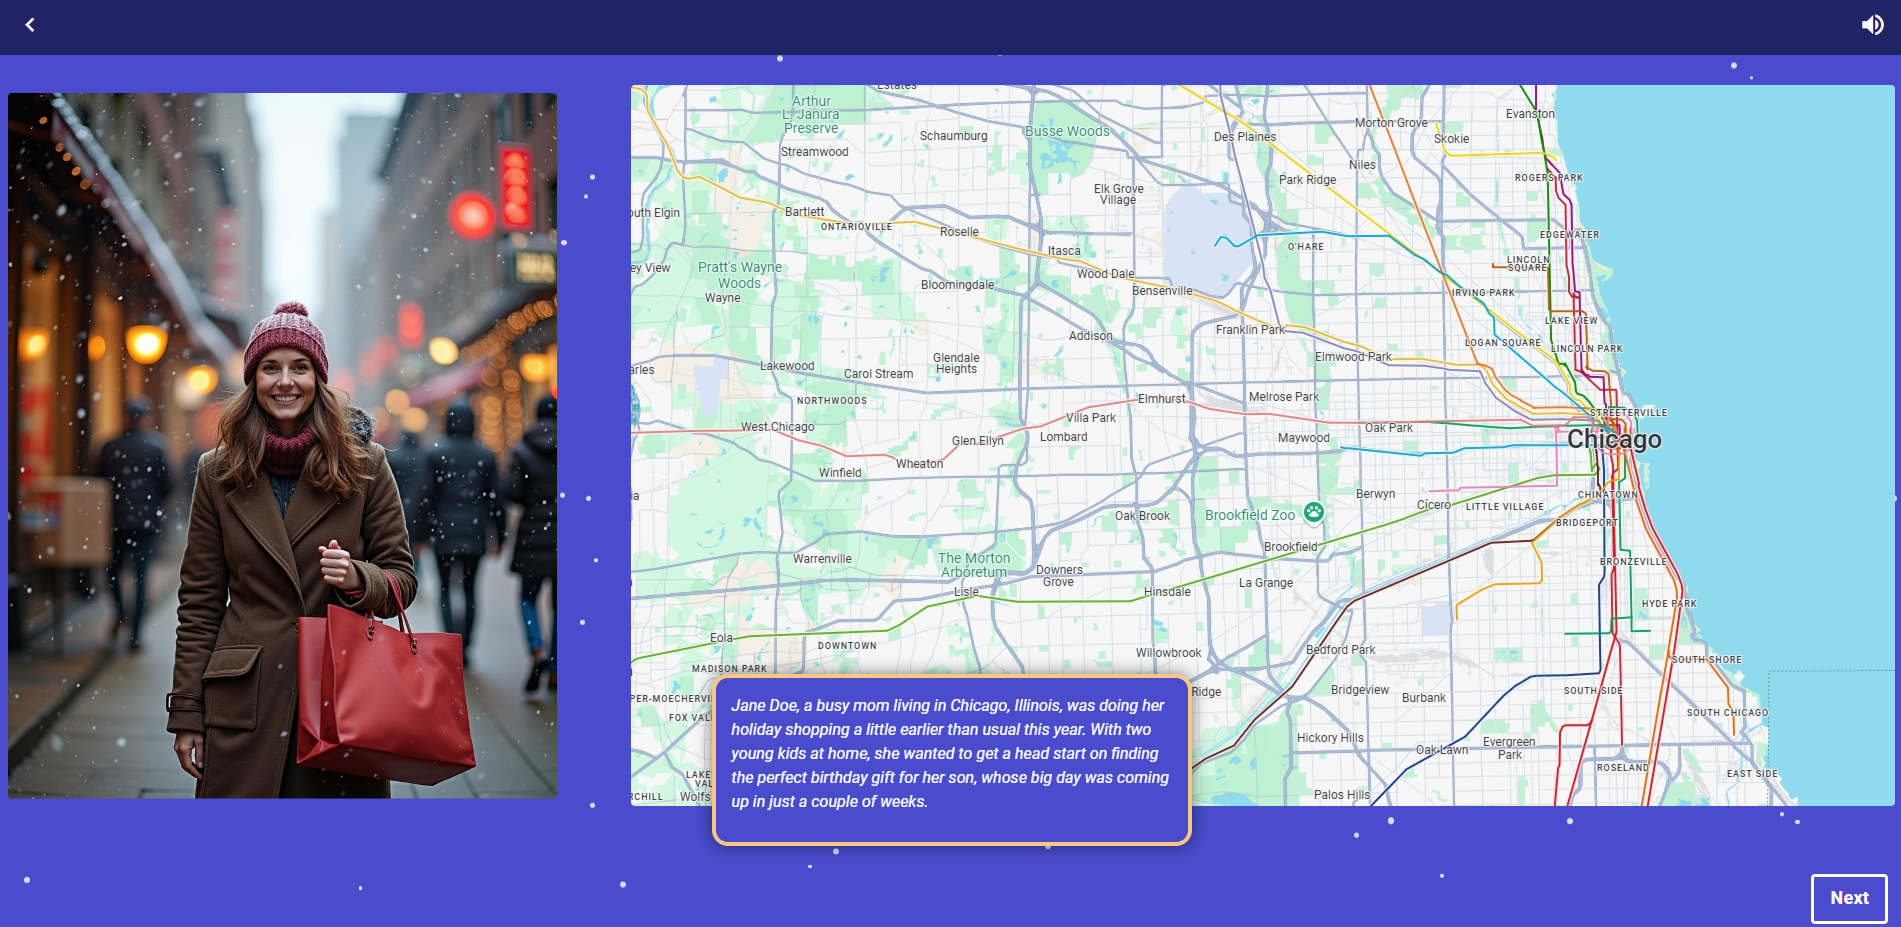 Estates
Arthur
L. Janura
Preserve
Schaumburg
Busse Woods
Streamwood
Des Plaines
Morton Grove
Evanston
Skokie
Niles
Park Ridge
ROGERS PARK
Elk Grove
Village
outh Elgin
Bartlett
ONTARIOVILLE
Roselle
Itasca
O'HARE
EDGEWATER
LINCOLN
SQUARE
ey View
Pratt's Wayne
Woods
Wayne
Bloomingdale
Wood Dale
Bensenville
IRVING PARK
Addison
Franklin Park
LAKE VIEW
LOGAN SQUARE
LINCOLN PARK
Elmwood Park
arles
Lakewood
Carol Stream
Glendale
Heights
NORTHWOODS
Elmhurst
Melrose Park
STREETERVILLE
West Chicago
Villa Park
Oak Park
Chicago
Glen Ellyn
Lombard
Maywood
Winfield
Wheaton
ia
Berwyn
Cicero
LITTLE VILLAGE
CHINATOWN
Oak Brook
Brookfield Zoo
BRIDGEPORT
Brookfield
Warrenville
The Morton
Arboretum
Downers
Grove
BRONZEVILLE
La Grange
Lisle
Hinsdale
HYDE PARK
Eola
DOWNTOWN
Willowbrook
Bedford Park
MADISON PARK
SOUTH SHORE
PER-MOECHERVI
Ridge
Bridgeview
Burbank
SOUTH SIDE
FOX VAL
SOUTH CHICAGO
Hickory Hills
Oak Lawn
Evergreen
Park
LAKE
VAL
ROSELAND
EAST SIDE
RCHILL
Wolfs
Palos Hills
Jane Doe, a busy mom living in Chicago, Illinois, was doing her
holiday shopping a little earlier than usual this year. With two
young kids at home, she wanted to get a head start on finding
the perfect birthday gift for her son, whose big day was coming
up in just a couple of weeks.
Next